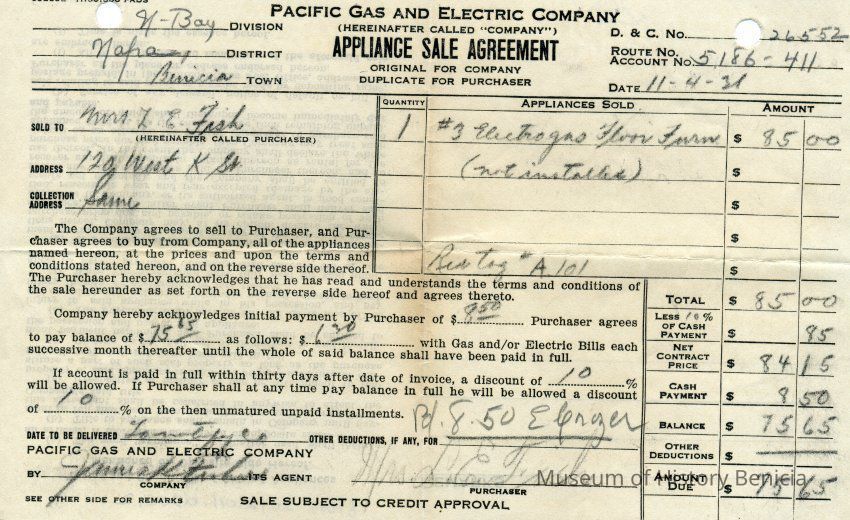 N-Bay DIVISION
Napa DISTRICT
Benicia TOWN
PACIFIC GAS AND ELECTRIC COMPANY
(HEREINAFTER CALLED "COMPANY")
APPLIANCE SALE AGREEMENT
ORIGINAL FOR COMPANY
DUPLICATE FOR PURCHASER
D. & C. No. 26552
ROUTE No.
ACCOUNT No. 5186-411
DATE 11-4-31
SOLD TO Mrs F. E. Fish
(HEREINAFTER CALLED PURCHASER)
ADDRESS 129 West K St
COLLECTION
ADDRESS Same
QUANTITY APPLIANCES SOLD AMOUNT
1 #3 Electrogas Floor Furn $ 85 00
(not installed) $
$
$
Red tag # A 101 $
The Company agrees to sell to Purchaser, and Pur-
chaser agrees to buy from Company, all of the appliances
named hereon, at the prices and upon the terms and
conditions stated hereon, and on the reverse side thereof.
The Purchaser hereby acknowledges that he has read and understands the terms and conditions of
the sale hereunder as set forth on the reverse side hereof and agrees thereto.
Company hereby acknowledges initial payment by Purchaser of $ 8 50 Purchaser agrees
to pay balance of $ 75 65 as follows: $ with Gas and/or Electric Bills each
successive month thereafter until the whole of said balance shall have been paid in full.
If account is paid in full within thirty days after date of invoice, a discount of 10 %
will be allowed. If Purchaser shall at any time pay balance in full he will be allowed a discount
of 10 % on the then unmatured unpaid installments.
Pd. 8.50
TOTAL $ 85 00
LESS 10%
OF CASH
PAYMENT 85
NET
CONTRACT
PRICE $ 84 15
CASH
PAYMENT $ 8 50
BALANCE $ 75 65
OTHER
DEDUCTIONS $
AMOUNT
DUE $ 75 65
DATE TO BE DELIVERED OTHER DEDUCTIONS, IF ANY, FOR
PACIFIC GAS AND ELECTRIC COMPANY
BY ITS AGENT Mrs
COMPANY PURCHASER
SEE OTHER SIDE FOR REMARKS SALE SUBJECT TO CREDIT APPROVAL
Museum of History Benicia